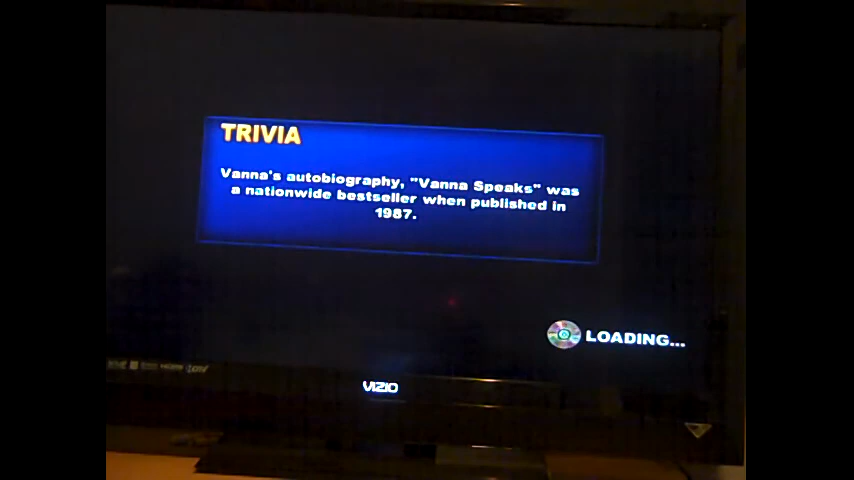 TRIVIA
Vanna's autobiography, "Vanna Speaks" was
a nationwide bestseller when published in
1987.
LOADING...
VIZIO